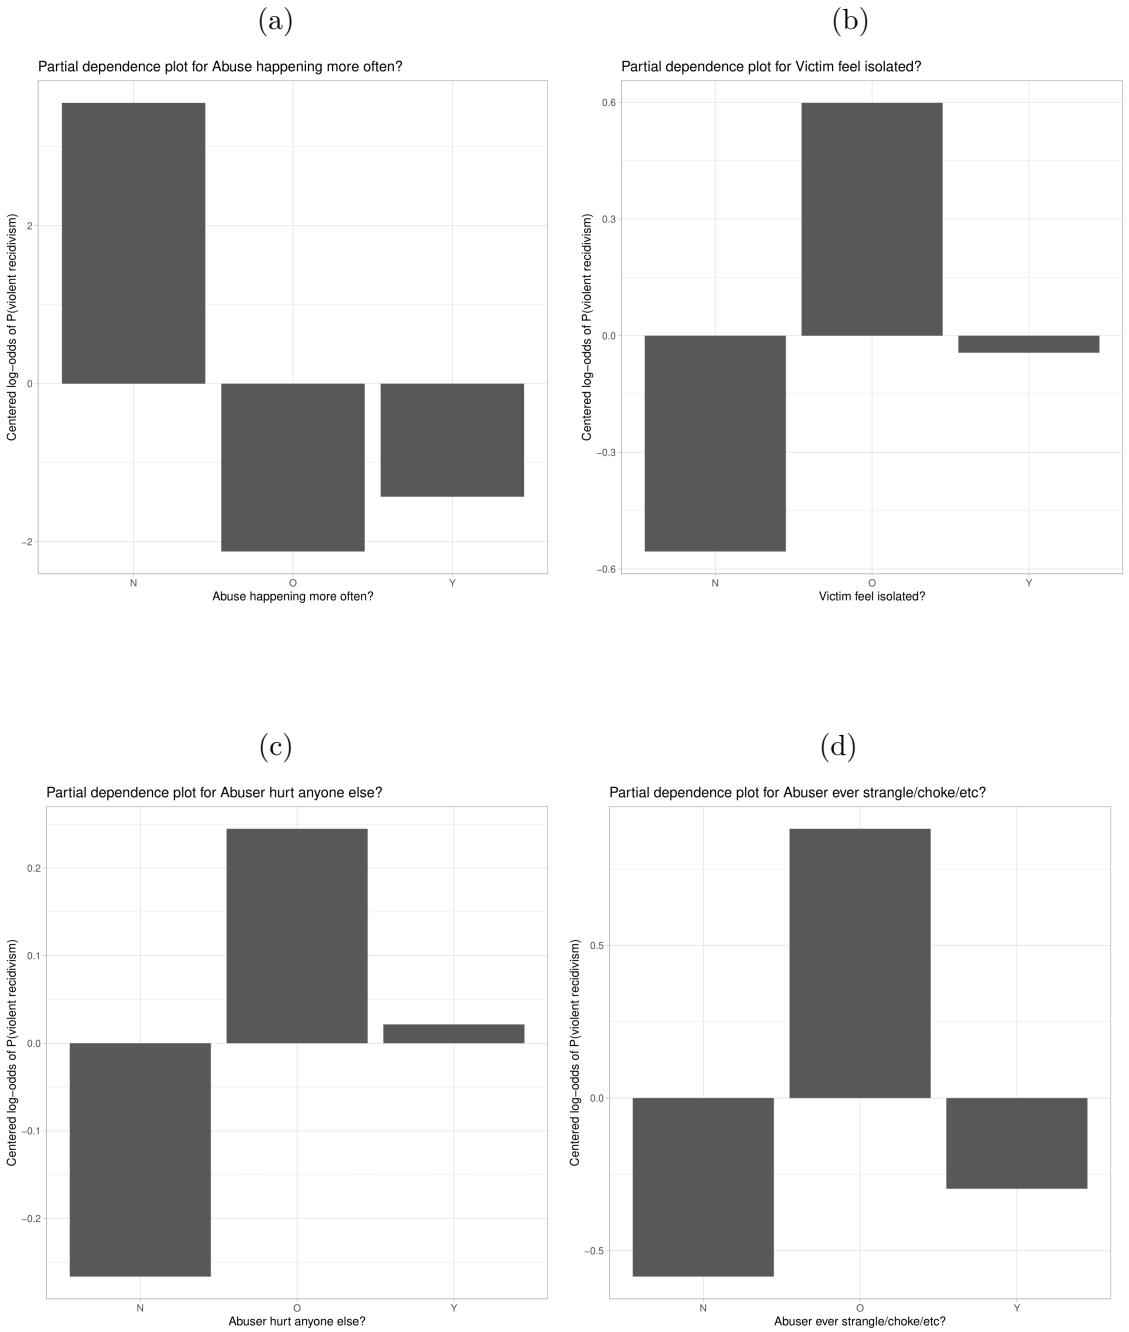 (a)
Partial dependence plot for Abuse happening more often?
Centered log−odds of P(violent recidivism)
2
0
−2
N O Y
Abuse happening more often?
(b)
Partial dependence plot for Victim feel isolated?
Centered log−odds of P(violent recidivism)
0.6
0.3
0.0
−0.3
−0.6
N O Y
Victim feel isolated?
(c)
Partial dependence plot for Abuser hurt anyone else?
Centered log−odds of P(violent recidivism)
0.2
0.1
0.0
−0.1
−0.2
N O Y
Abuser hurt anyone else?
(d)
Partial dependence plot for Abuser ever strangle/choke/etc?
Centered log−odds of P(violent recidivism)
0.5
0.0
−0.5
N O Y
Abuser ever strangle/choke/etc?